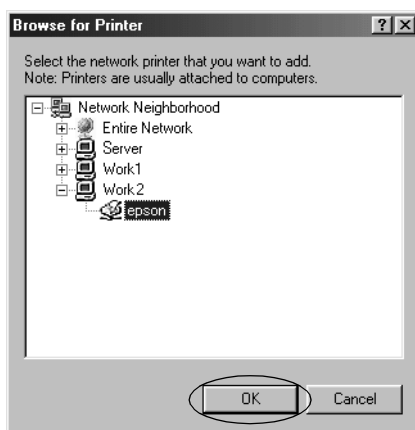 Browse for Printer
Select the network printer that you want to add.
Note: Printers are usually attached to computers.
Network Neighborhood
Entire Network
Server
Work1
Work2
epson
OK Cancel